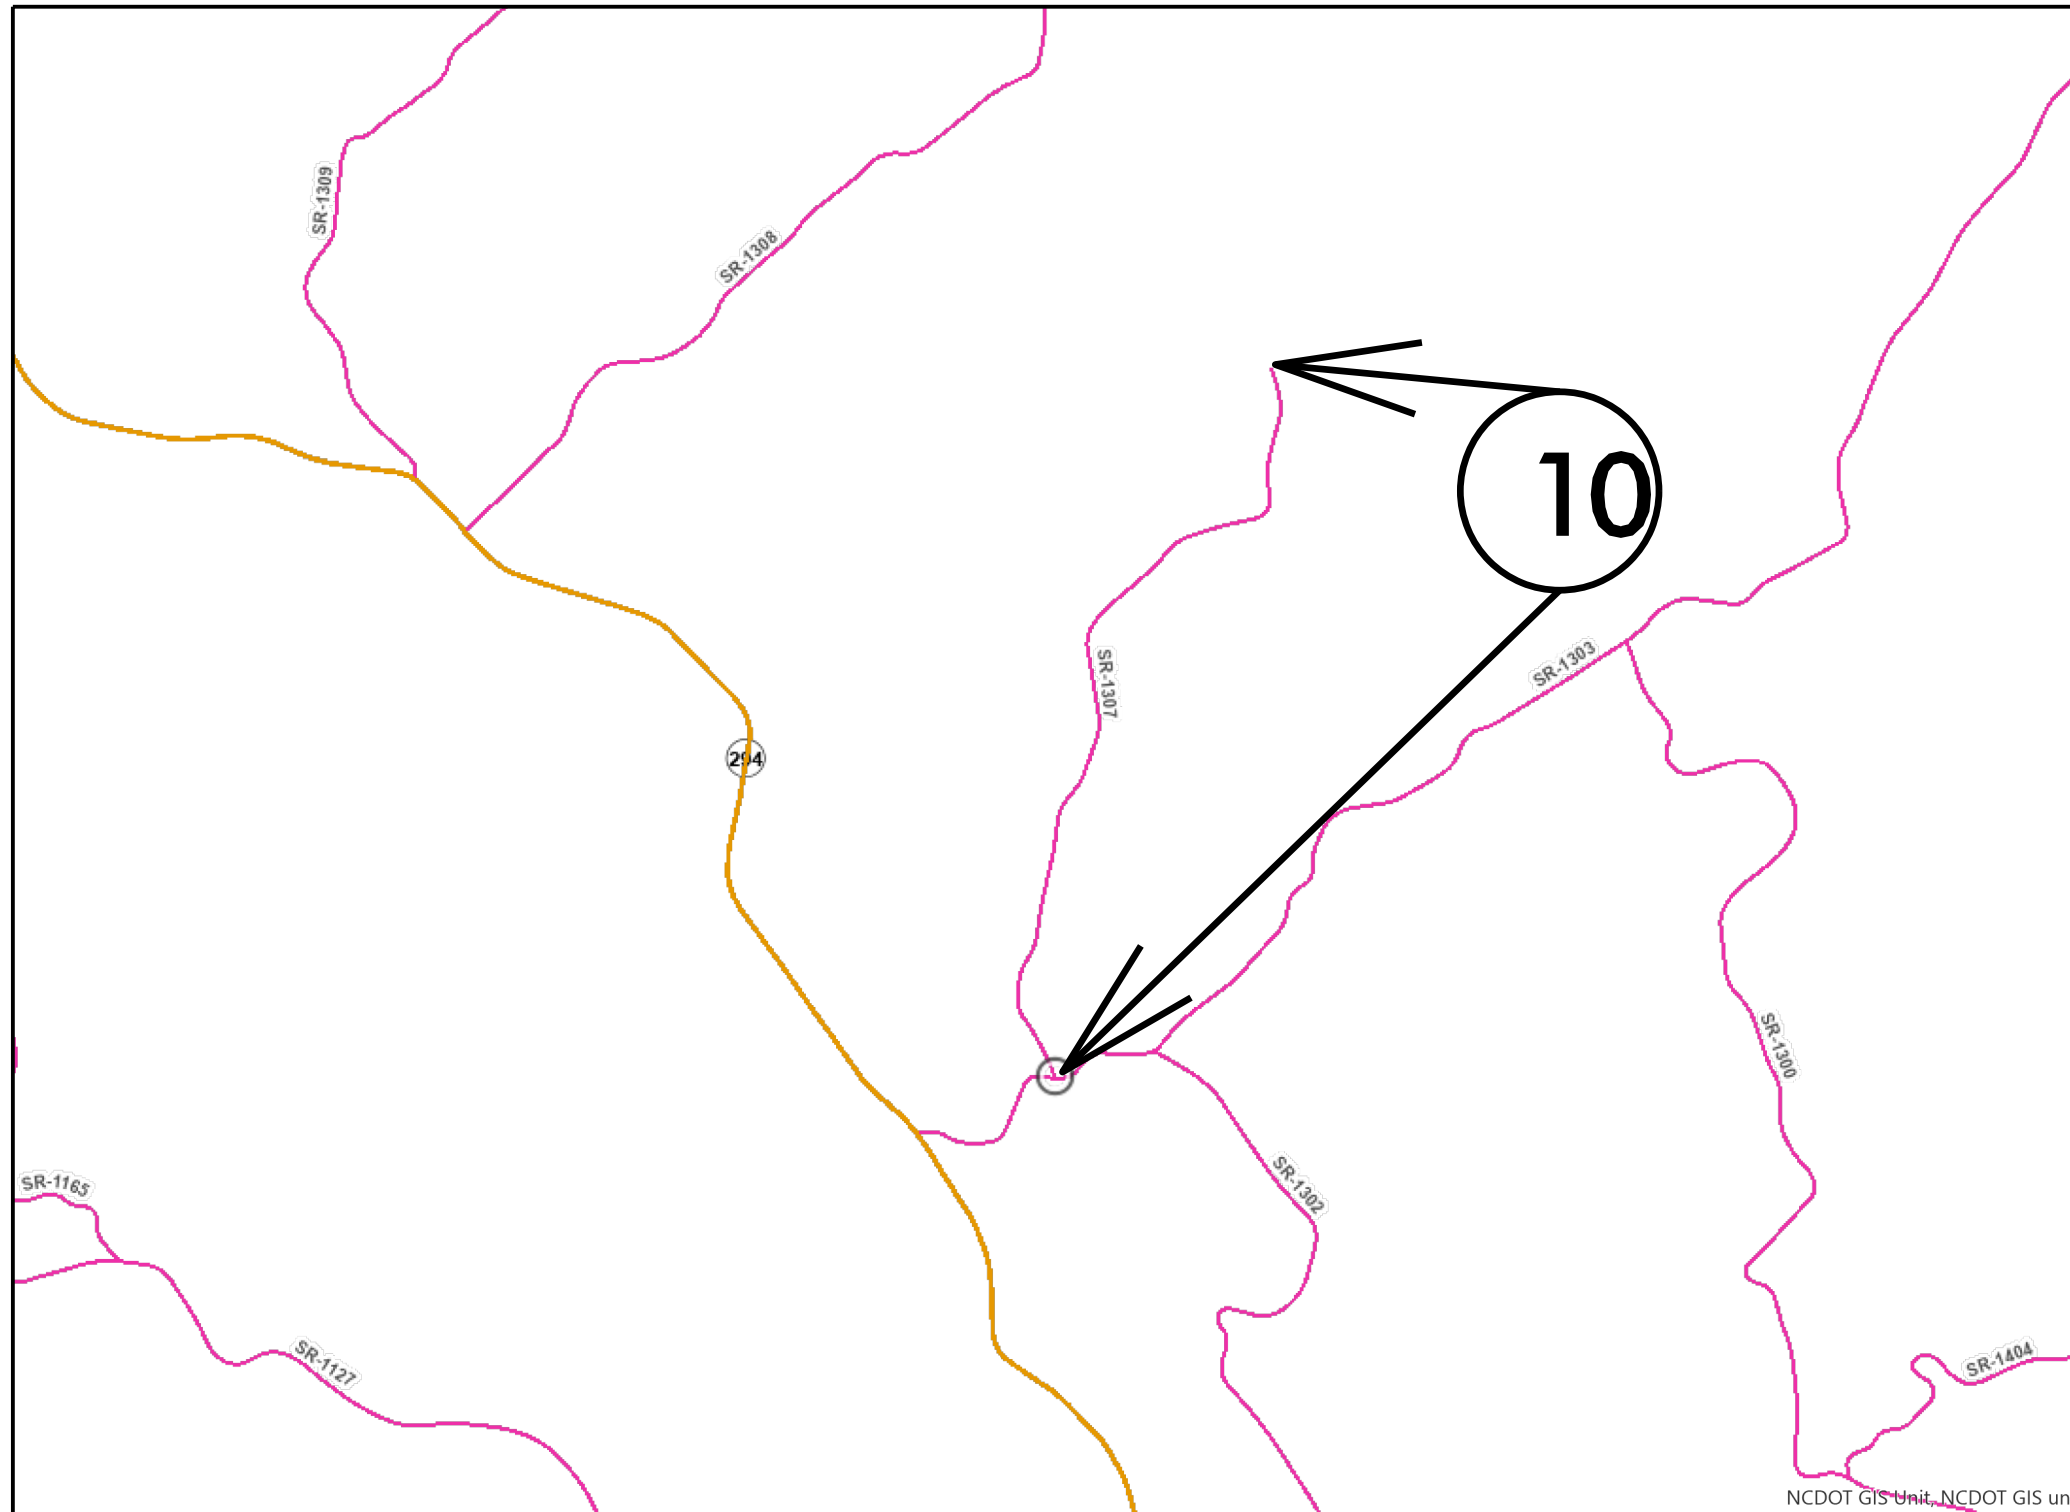 SR-1309
SR-1308
10
SR-1303
SR-1307
294
SR-1300
SR-1165
SR-1302
SR-1127
SR-1404
NCDOT GIS Unit, NCDOT GIS un